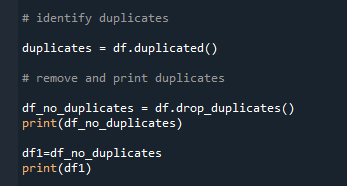 # identify duplicates
duplicates = df.duplicated()
# remove and print duplicates
df_no_duplicates = df.drop_duplicates()
print(df_no_duplicates)
df1=df_no_duplicates
print(df1)